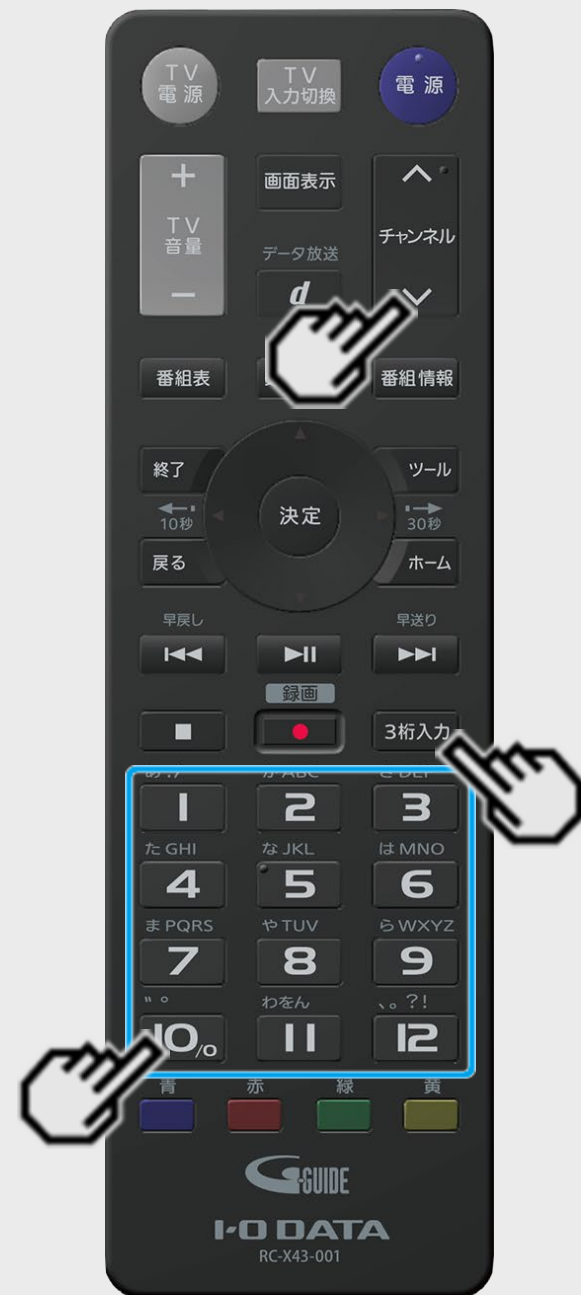 TV
電源
TV
入力切換
電源
+
TV
音量
-
画面表示
チャンネル
データ放送
d
番組表
番組情報
終了
ツール
10秒
決定
30秒
戻る
ホーム
早戻し
早送り
録画
3桁入力
1
2
3
た GHI
な JKL
は MNO
4
5
6
ま PQRS
や TUV
ら WXYZ
7
8
9
〝 °
わをん
、。?!
10/0
11
12
青
赤
緑
黄
G-GUIDE
I-O DATA
RC-X43-001